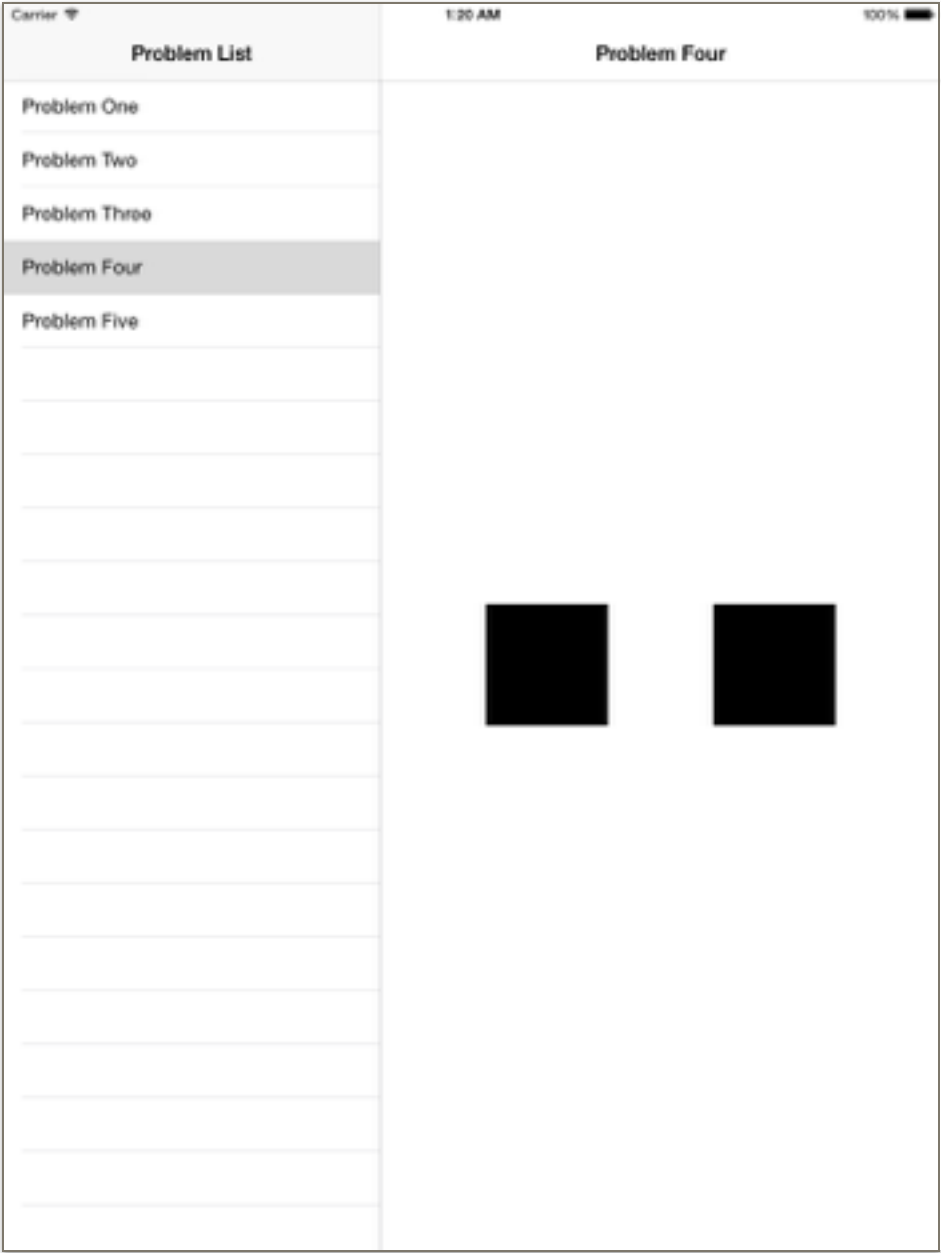 Carrier 1:20 AM 100%
Problem List Problem Four
Problem One
Problem Two
Problem Three
Problem Four
Problem Five